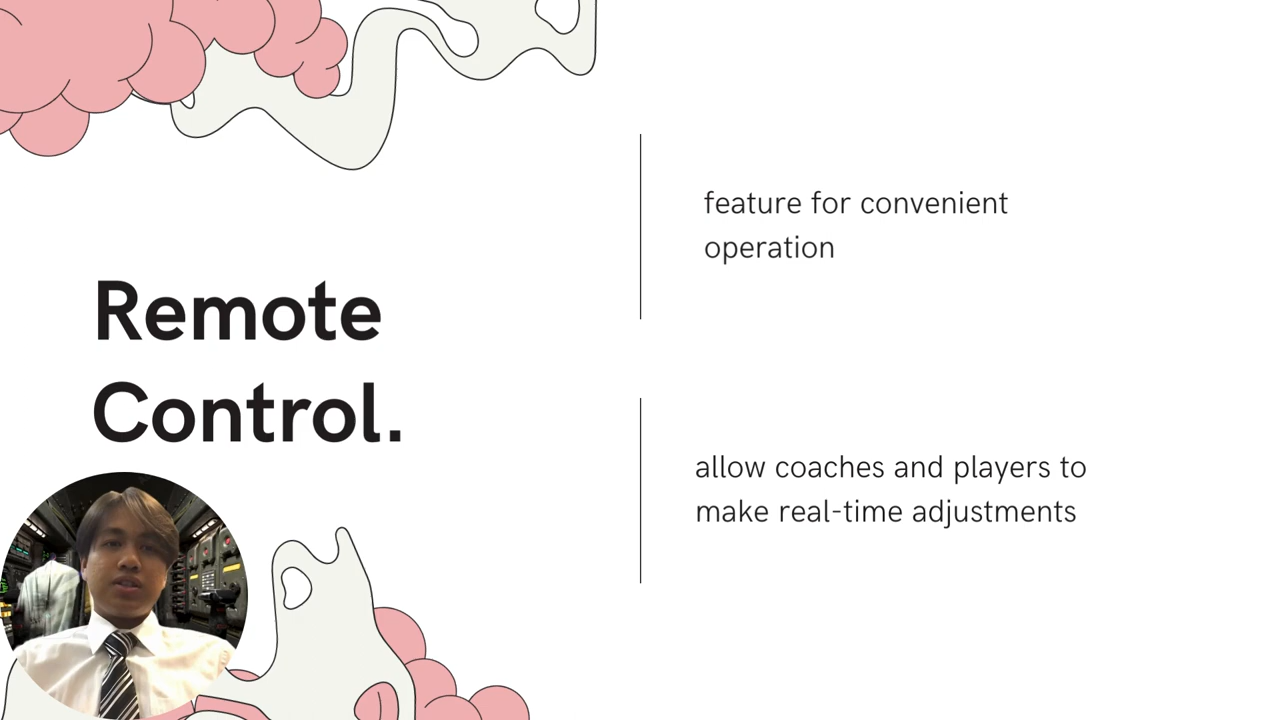 Remote
Control.
feature for convenient
operation
allow coaches and players to
make real-time adjustments